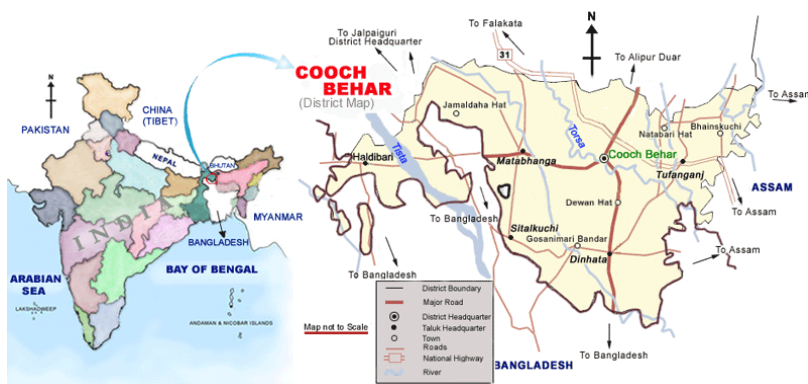 N
CHINA
(TIBET)
PAKISTAN
NEPAL
BHUTAN
INDIA
MYANMAR
BANGLADESH
ARABIAN
SEA
BAY OF BENGAL
LAKSHADWEEP
ANDAMAN & NICOBAR ISLANDS
COOCH
BEHAR
(District Map)
To Jalpaiguri
District Headquarter
To Falakata
N
31
To Alipur Duar
To Assam
Jamaldaha Hat
Torsa
Natabari Hat
Bhainskuchi
Tista
Haldibari
Matabhanga
Cooch Behar
Tufanganj
ASSAM
Dewan Hat
To Assam
To Bangladesh
Sitalkuchi
Gosanimari Bandar
To Assam
Dinhata
To Bangladesh
District Boundary
Major Road
District Headquarter
Taluk Headquarter
Town
Roads
National Highway
River
Map not to Scale
BANGLADESH
To Bangladesh